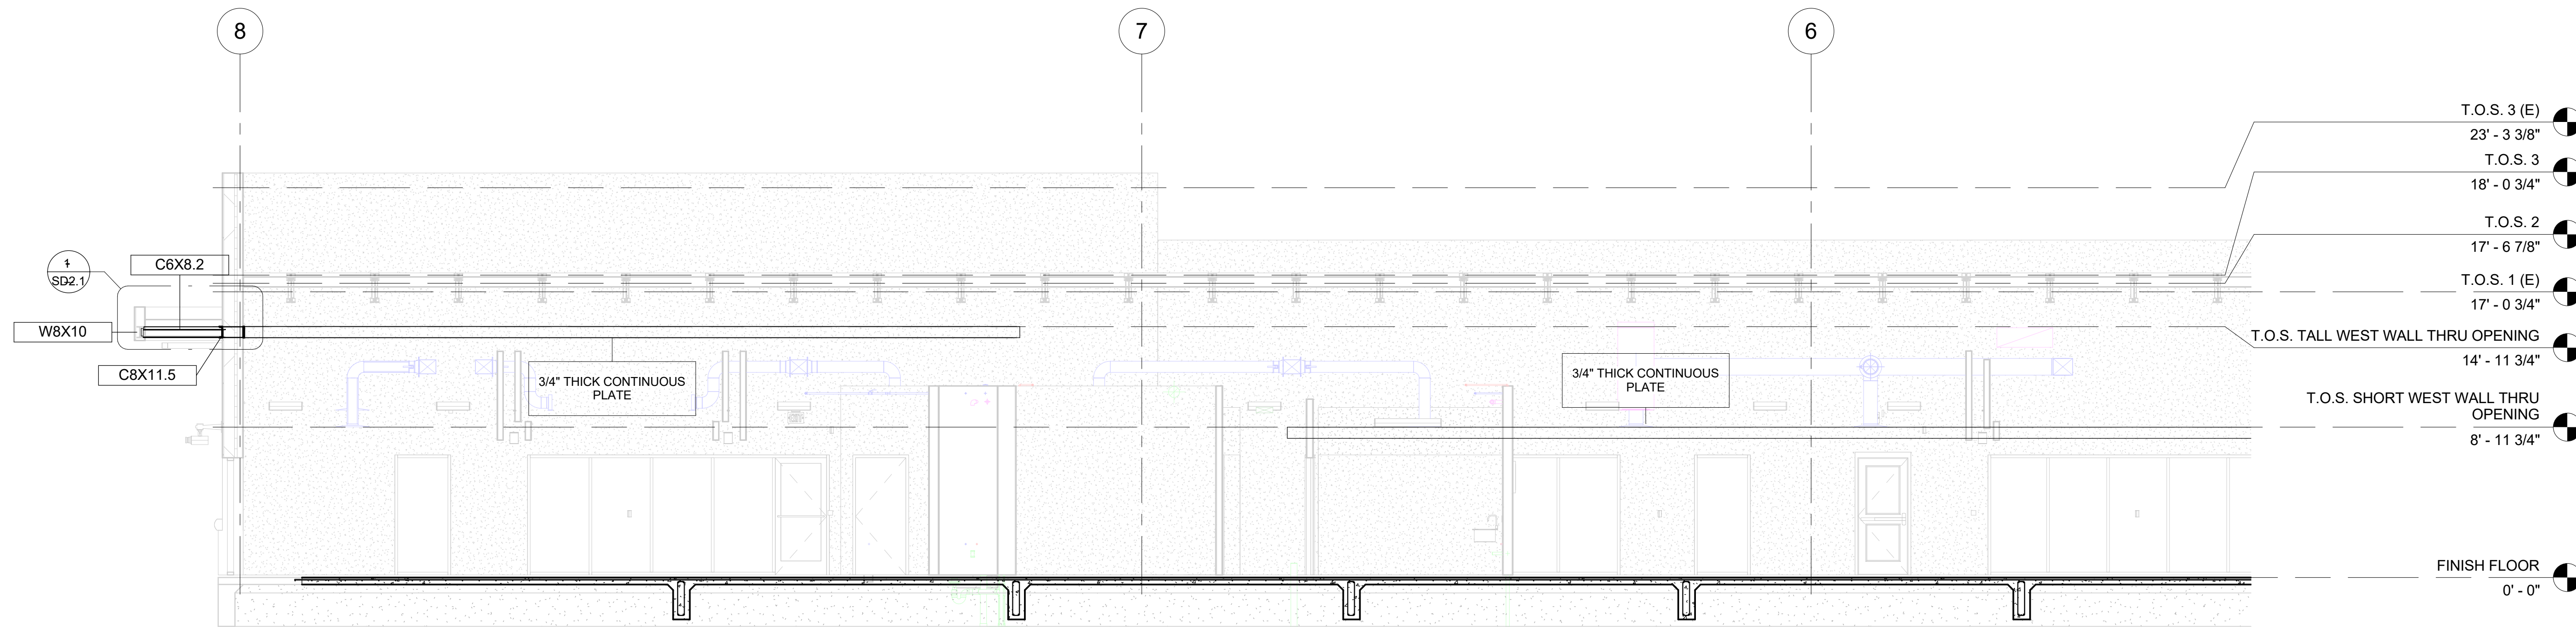 8
7
6
T.O.S. 3 (E)
23' - 3 3/8"
T.O.S. 3
18' - 0 3/4"
T.O.S. 2
17' - 6 7/8"
T.O.S. 1 (E)
17' - 0 3/4"
T.O.S. TALL WEST WALL THRU OPENING
14' - 11 3/4"
T.O.S. SHORT WEST WALL THRU
OPENING
8' - 11 3/4"
FINISH FLOOR
0' - 0"
1
SD2.1
C6X8.2
W8X10
C8X11.5
3/4" THICK CONTINUOUS
PLATE
3/4" THICK CONTINUOUS
PLATE